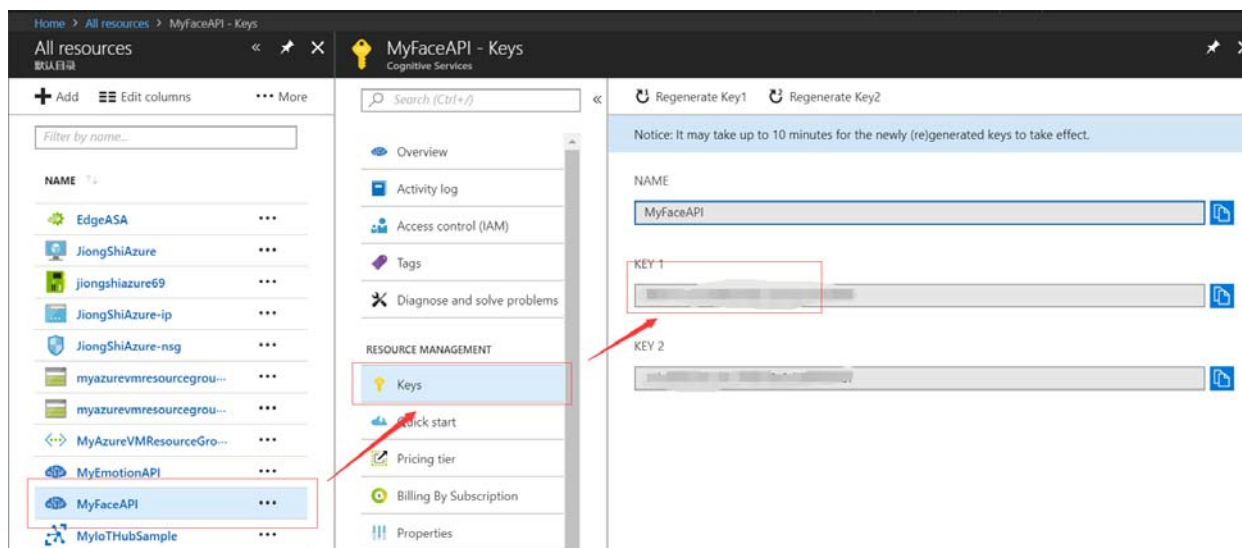 Home > All resources > MyFaceAPI - Keys
All resources
默认目录
Add Edit columns ••• More
Filter by name...
NAME
EdgeASA
JiongShiAzure
jiongshiazure69
JiongShiAzure-ip
JiongShiAzure-nsg
myazurevmresourcegrou···
myazurevmresourcegrou···
MyAzureVMResourceGro···
MyEmotionAPI
MyFaceAPI
MyIoTHubSample
MyFaceAPI - Keys
Cognitive Services
Search (Ctrl+/)
Overview
Activity log
Access control (IAM)
Tags
Diagnose and solve problems
RESOURCE MANAGEMENT
Keys
Quick start
Pricing tier
Billing By Subscription
Properties
Regenerate Key1 Regenerate Key2
Notice: It may take up to 10 minutes for the newly (re)generated keys to take effect.
NAME
MyFaceAPI
KEY 1
KEY 2